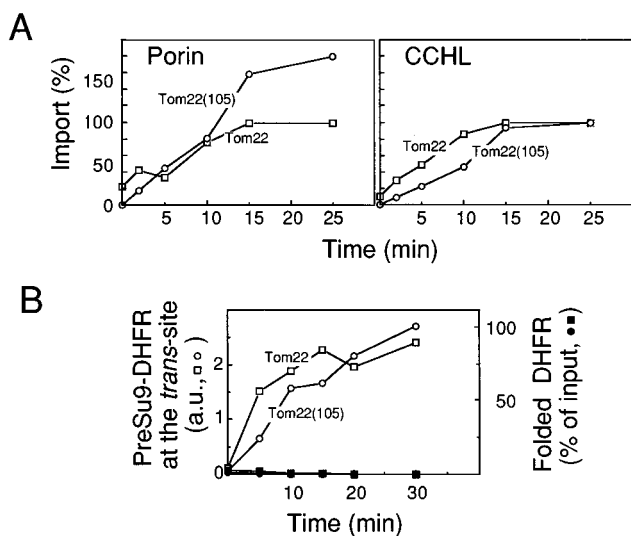 A
Porin
CCHL
Import (%)
150
100
50
0
Tom22(105)
Tom22
Tom22
Tom22(105)
5 10 15 20 25
5 10 15 20 25
Time (min)
Time (min)
B
PreSu9-DHFR
at the trans-site
(a.u., □ ○)
2
1
0
Tom22
Tom22(105)
100
50
Folded DHFR
(% of input, ●■)
10 20 30
Time (min)